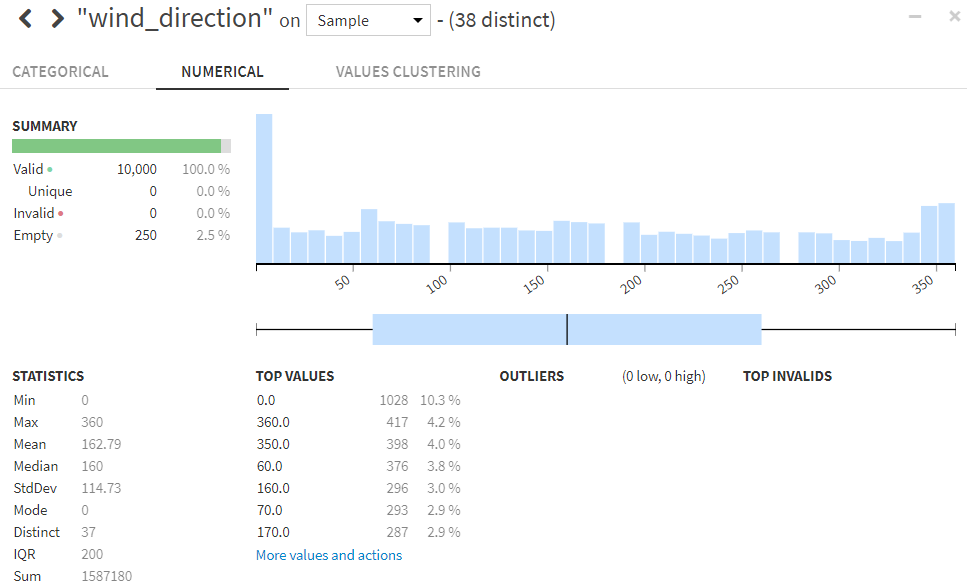 "wind_direction" on Sample - (38 distinct)
CATEGORICAL NUMERICAL VALUES CLUSTERING
SUMMARY
Valid 10,000 100.0 %
Unique 0 0.0 %
Invalid 0 0.0 %
Empty 250 2.5 %
50 100 150 200 250 300 350
STATISTICS
Min 0
Max 360
Mean 162.79
Median 160
StdDev 114.73
Mode 0
Distinct 37
IQR 200
Sum 1587180
TOP VALUES
0.0 1028 10.3 %
360.0 417 4.2 %
350.0 398 4.0 %
60.0 376 3.8 %
160.0 296 3.0 %
70.0 293 2.9 %
170.0 287 2.9 %
More values and actions
OUTLIERS (0 low, 0 high)
TOP INVALIDS